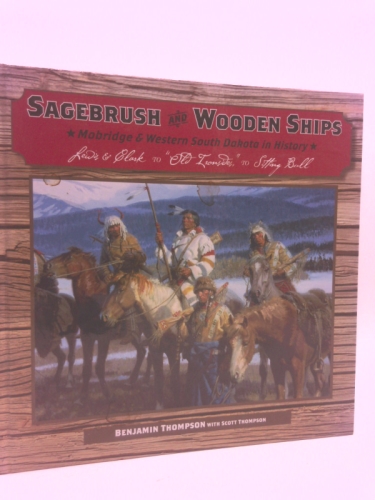 SAGEBRUSH AND WOODEN SHIPS
★ Mobridge & Western South Dakota in History ★
Lewis & Clark TO "Old Ironsides" TO Sitting Bull
BENJAMIN THOMPSON WITH SCOTT THOMPSON